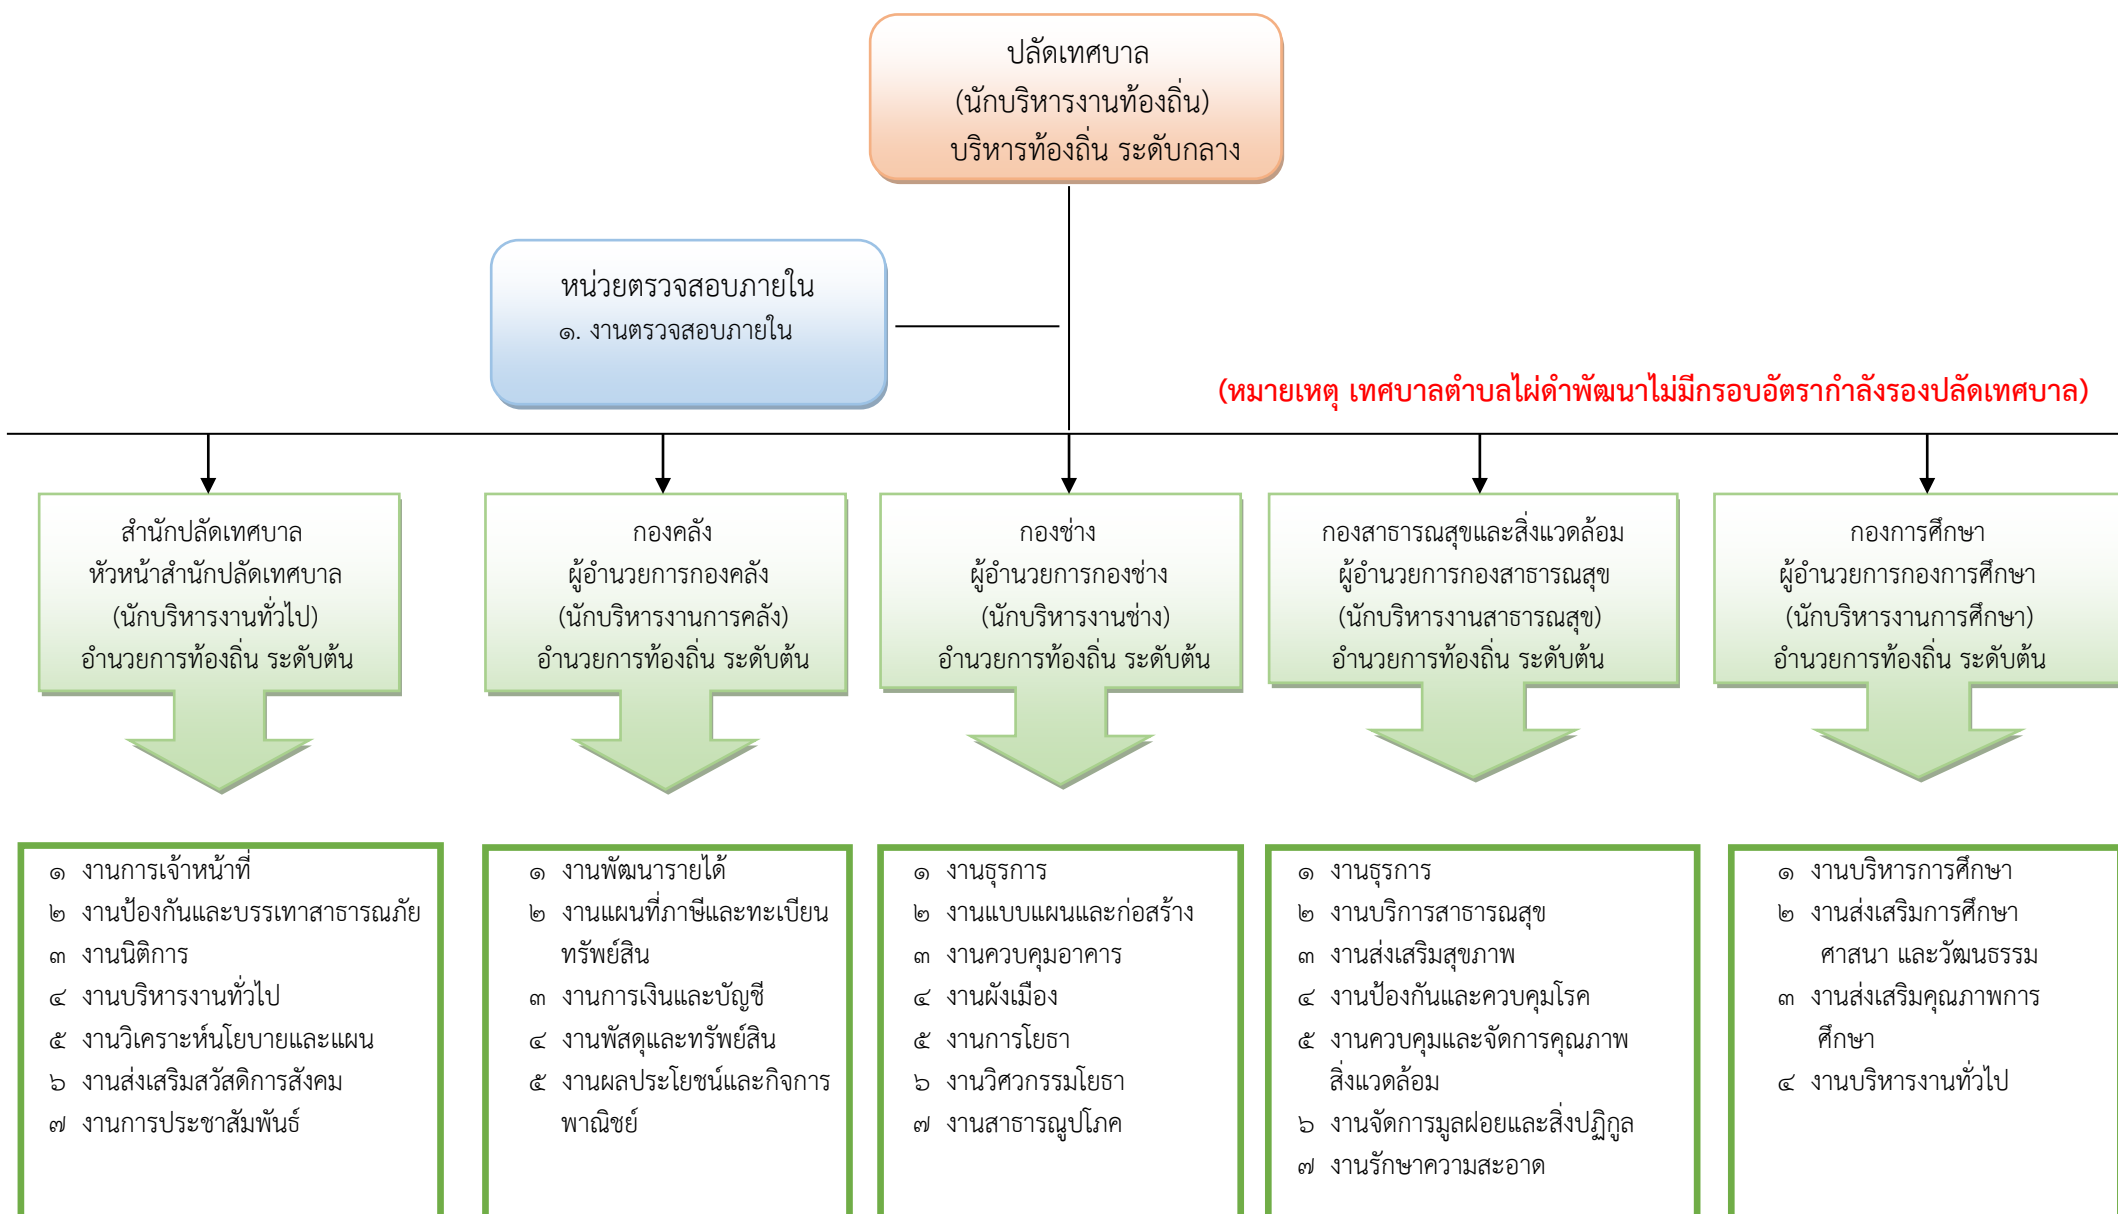 ปลัดเทศบาล
(นักบริหารงานท้องถิ่น)
บริหารท้องถิ่น ระดับกลาง
หน่วยตรวจสอบภายใน
๑. งานตรวจสอบภายใน
(หมายเหตุ เทศบาลตำบลไผ่ดำพัฒนาไม่มีกรอบอัตรากำลังรองปลัดเทศบาล)
สำนักปลัดเทศบาล
หัวหน้าสำนักปลัดเทศบาล
(นักบริหารงานทั่วไป)
อำนวยการท้องถิ่น ระดับต้น
กองคลัง
ผู้อำนวยการกองคลัง
(นักบริหารงานการคลัง)
อำนวยการท้องถิ่น ระดับต้น
กองช่าง
ผู้อำนวยการกองช่าง
(นักบริหารงานช่าง)
อำนวยการท้องถิ่น ระดับต้น
กองสาธารณสุขและสิ่งแวดล้อม
ผู้อำนวยการกองสาธารณสุข
(นักบริหารงานสาธารณสุข)
อำนวยการท้องถิ่น ระดับต้น
กองการศึกษา
ผู้อำนวยการกองการศึกษา
(นักบริหารงานการศึกษา)
อำนวยการท้องถิ่น ระดับต้น
๑ งานการเจ้าหน้าที่
๒ งานป้องกันและบรรเทาสาธารณภัย
๓ งานนิติการ
๔ งานบริหารงานทั่วไป
๕ งานวิเคราะห์นโยบายและแผน
๖ งานส่งเสริมสวัสดิการสังคม
๗ งานการประชาสัมพันธ์
๑ งานพัฒนารายได้
๒ งานแผนที่ภาษีและทะเบียน
ทรัพย์สิน
๓ งานการเงินและบัญชี
๔ งานพัสดุและทรัพย์สิน
๕ งานผลประโยชน์และกิจการ
พาณิชย์
๑ งานธุรการ
๒ งานแบบแผนและก่อสร้าง
๓ งานควบคุมอาคาร
๔ งานผังเมือง
๕ งานการโยธา
๖ งานวิศวกรรมโยธา
๗ งานสาธารณูปโภค
๑ งานธุรการ
๒ งานบริการสาธารณสุข
๓ งานส่งเสริมสุขภาพ
๔ งานป้องกันและควบคุมโรค
๕ งานควบคุมและจัดการคุณภาพ
สิ่งแวดล้อม
๖ งานจัดการมูลฝอยและสิ่งปฏิกูล
๗ งานรักษาความสะอาด
๑ งานบริหารการศึกษา
๒ งานส่งเสริมการศึกษา
ศาสนา และวัฒนธรรม
๓ งานส่งเสริมคุณภาพการ
ศึกษา
๔ งานบริหารงานทั่วไป